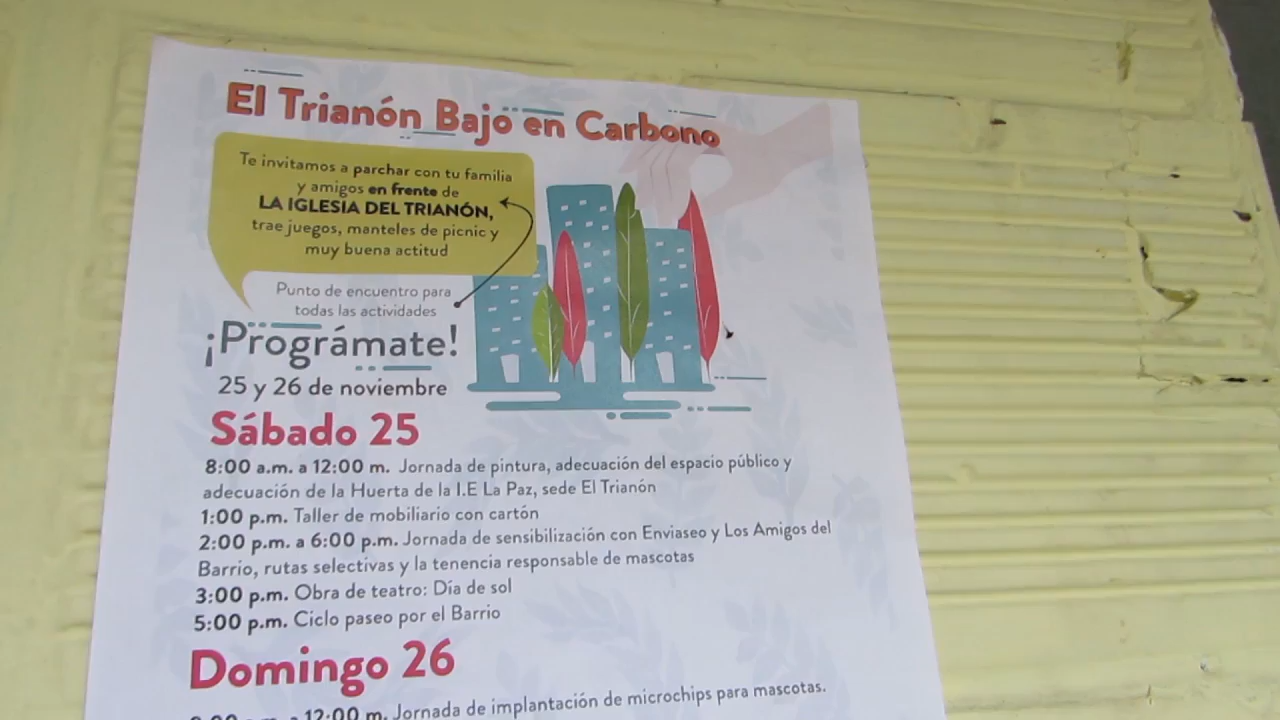 El Trianón Bajo en Carbono
Te invitamos a parchar con tu familia
y amigos en frente de
LA IGLESIA DEL TRIANÓN,
trae juegos, manteles de picnic y
muy buena actitud
Punto de encuentro para
todas las actividades
¡Prográmate!
25 y 26 de noviembre
Sábado 25
8:00 a.m. a 12:00 m. Jornada de pintura, adecuación del espacio público y
adecuación de la Huerta de la I.E La Paz, sede El Trianón
1:00 p.m. Taller de mobiliario con cartón
2:00 p.m. a 6:00 p.m. Jornada de sensibilización con Enviaseo y Los Amigos del
Barrio, rutas selectivas y la tenencia responsable de mascotas
3:00 p.m. Obra de teatro: Día de sol
5:00 p.m. Ciclo paseo por el Barrio
Domingo 26
a 12:00 m. Jornada de implantación de microchips para mascotas.